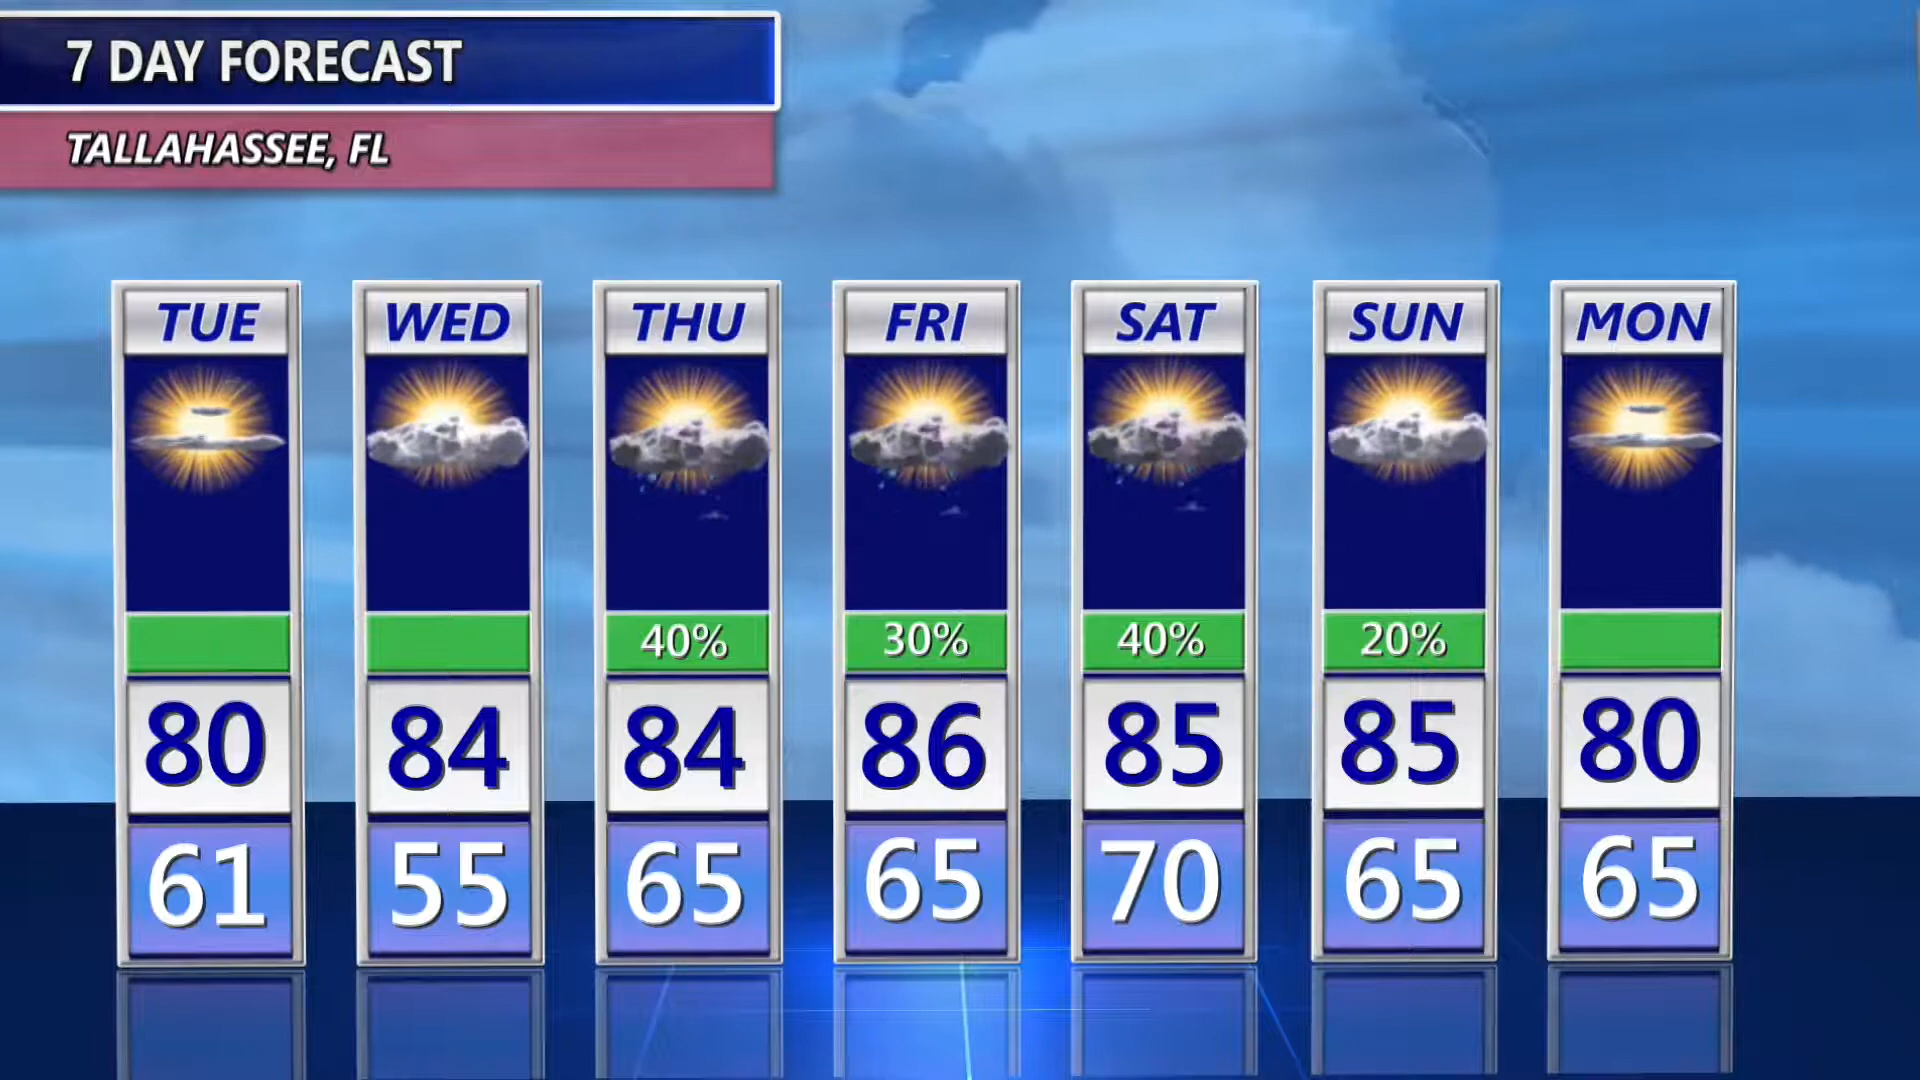 7 DAY FORECAST
TALLAHASSEE, FL
TUE WED THU FRI SAT SUN MON
40% 30% 40% 20%
80 84 84 86 85 85 80
61 55 65 65 70 65 65